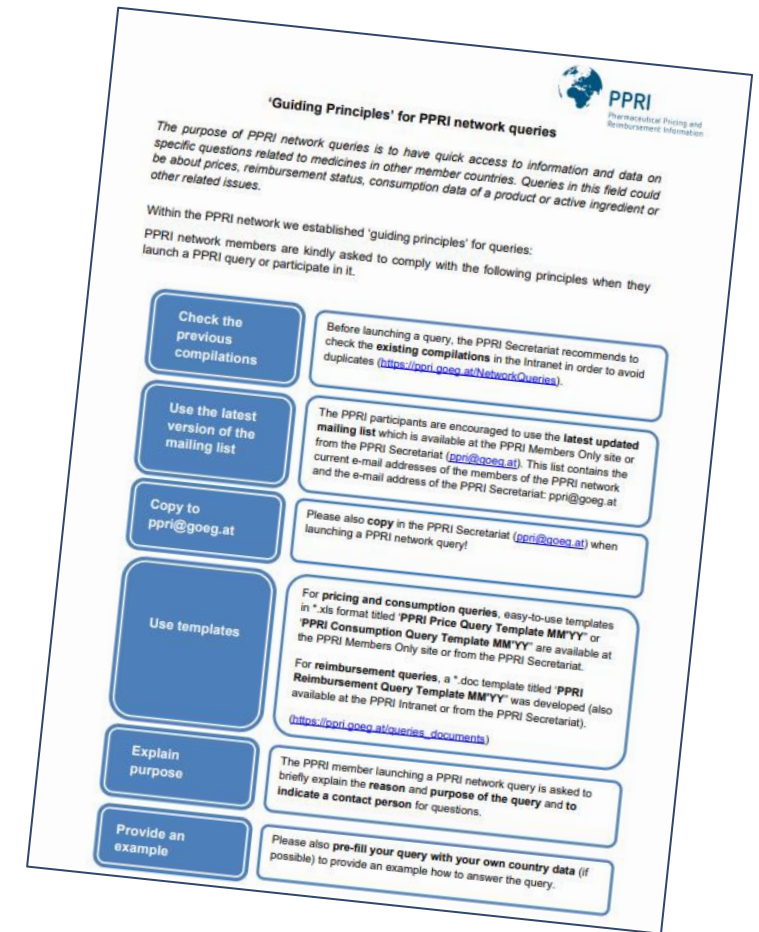 PPRI
Pharmaceutical Pricing and
Reimbursement Information
‘Guiding Principles’ for PPRI network queries
The purpose of PPRI network queries is to have quick access to information and data on
specific questions related to medicines in other member countries. Queries in this field could
be about prices, reimbursement status, consumption data of a product or active ingredient or
other related issues.
Within the PPRI network we established ‘guiding principles’ for queries:
PPRI network members are kindly asked to comply with the following principles when they
launch a PPRI query or participate in it.
Check the
previous
compilations
Before launching a query, the PPRI Secretariat recommends to
check the existing compilations in the Intranet in order to avoid
duplicates (https://ppri.goeg.at/NetworkQueries).
Use the latest
version of the
mailing list
The PPRI participants are encouraged to use the latest updated
mailing list which is available at the PPRI Members Only site or
from the PPRI Secretariat (ppri@goeg.at). This list contains the
current e-mail addresses of the members of the PPRI network
and the e-mail address of the PPRI Secretariat: ppri@goeg.at
Copy to
ppri@goeg.at
Please also copy in the PPRI Secretariat (ppri@goeg.at) when
launching a PPRI network query!
Use templates
For pricing and consumption queries, easy-to-use templates
in *.xls format titled ‘PPRI Price Query Template MM'YY” or
‘PPRI Consumption Query Template MM'YY” are available at
the PPRI Members Only site or from the PPRI Secretariat.
For reimbursement queries, a *.doc template titled ‘PPRI
Reimbursement Query Template MM'YY” was developed (also
available at the PPRI Intranet or from the PPRI Secretariat).
(https://ppri.goeg.at/queries_documents)
Explain
purpose
The PPRI member launching a PPRI network query is asked to
briefly explain the reason and purpose of the query and to
indicate a contact person for questions.
Provide an
example
Please also pre-fill your query with your own country data (if
possible) to provide an example how to answer the query.